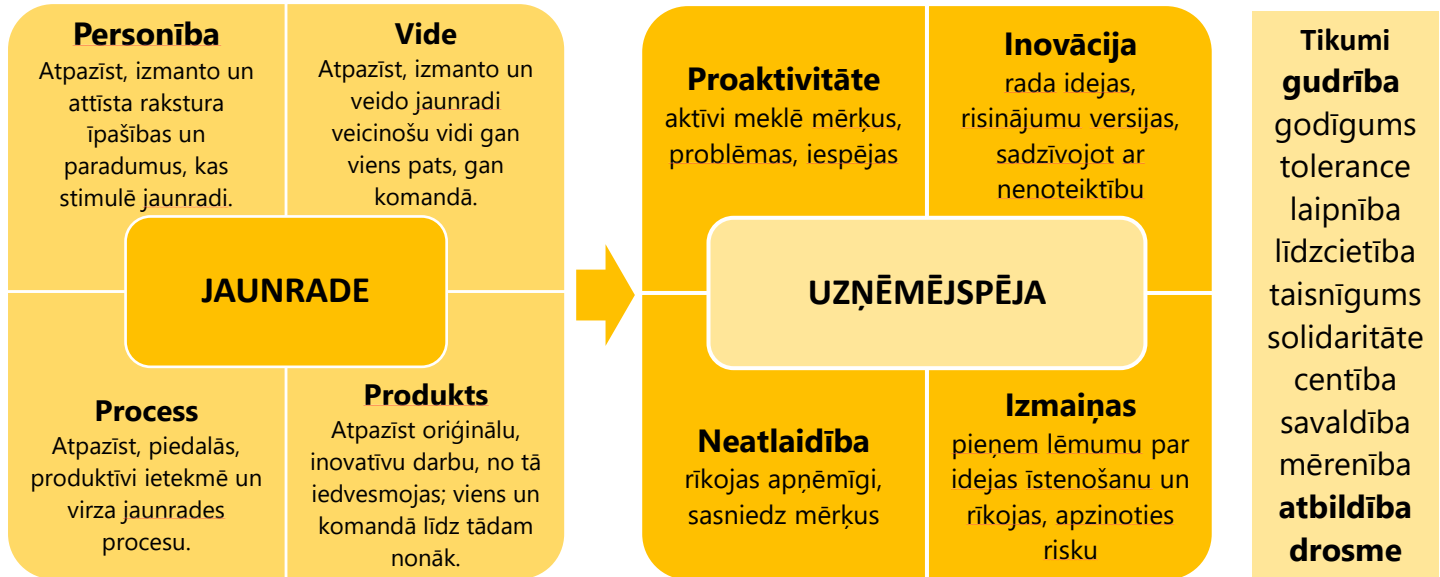 Personība
Atpazīst, izmanto un
attīsta rakstura
īpašības un
paradumus, kas
stimulē jaunradi.
Vide
Atpazīst, izmanto un
veido jaunradi
veicinošu vidi gan
viens pats, gan
komandā.
JAUNRADE
Process
Atpazīst, piedalās,
produktīvi ietekmē un
virza jaunrades
procesu.
Produkts
Atpazīst oriģinālu,
inovatīvu darbu, no tā
iedvesmojas; viens un
komandā līdz tādam
nonāk.
Proaktivitāte
aktīvi meklē mērķus,
problēmas, iespējas
Inovācija
rada idejas,
risinājumu versijas,
sadzīvojot ar
nenoteiktību
UZŅĒMĒJSPĒJA
Neatlaidība
rīkojas apņēmīgi,
sasniedz mērķus
Izmaiņas
pieņem lēmumu par
idejas īstenošanu un
rīkojas, apzinoties
risku
Tikumi
gudrība
godīgums
tolerance
laipnība
līdzcietība
taisnīgums
solidaritāte
centība
savaldība
mērenība
atbildība
drosme